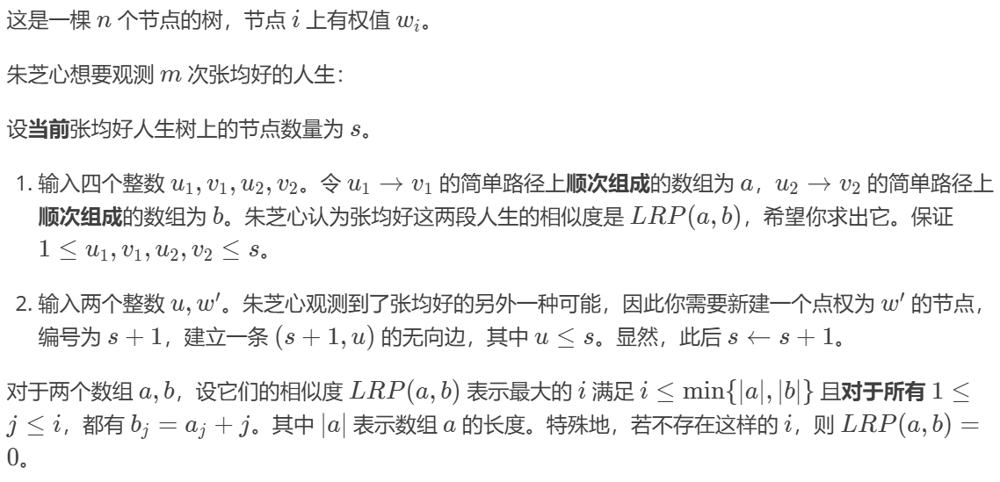 这是一棵 n 个节点的树，节点 i 上有权值 w_i。
朱芝心想要观测 m 次张均好的人生：
设当前张均好人生树上的节点数量为 s。
1. 输入四个整数 u_1, v_1, u_2, v_2。令 u_1 → v_1 的简单路径上顺次组成的数组为 a，u_2 → v_2 的简单路径上
顺次组成的数组为 b。朱芝心认为张均好这两段人生的相似度是 LRP(a, b)，希望你求出它。保证
1 ≤ u_1, v_1, u_2, v_2 ≤ s。
2. 输入两个整数 u, w′。朱芝心观测到了张均好的另外一种可能，因此你需要新建一个点权为 w′ 的节点，
编号为 s + 1，建立一条 (s + 1, u) 的无向边，其中 u ≤ s。显然，此后 s ← s + 1。
对于两个数组 a, b，设它们的相似度 LRP(a, b) 表示最大的 i 满足 i ≤ min{|a|, |b|} 且对于所有 1 ≤
j ≤ i，都有 b_j = a_j + j。其中 |a| 表示数组 a 的长度。特殊地，若不存在这样的 i，则 LRP(a, b) =
0。